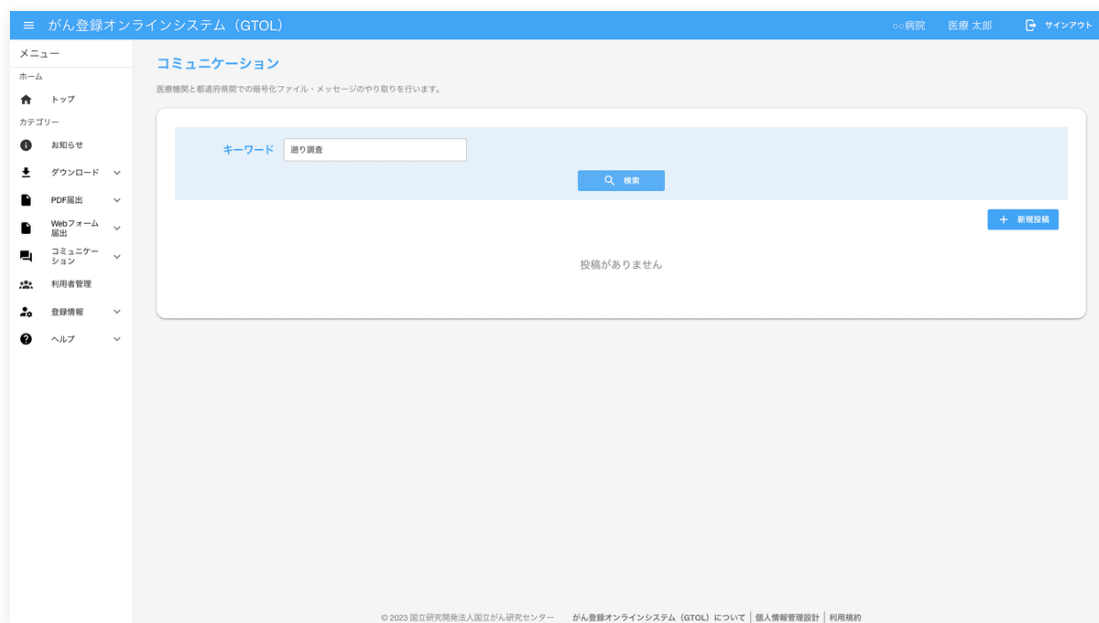 がん登録オンラインシステム（GTOL）
○○病院 医療 太郎 サインアウト
メニュー
ホーム
トップ
カテゴリー
お知らせ
ダウンロード
PDF届出
Webフォーム
届出
コミュニケー
ション
利用者管理
登録情報
ヘルプ
コミュニケーション
医療機関と都道府県間での暗号化ファイル・メッセージのやり取りを行います。
キーワード 遡り調査
検索
新規投稿
投稿がありません
© 2023 国立研究開発法人国立がん研究センター がん登録オンラインシステム（GTOL）について | 個人情報管理設計 | 利用規約